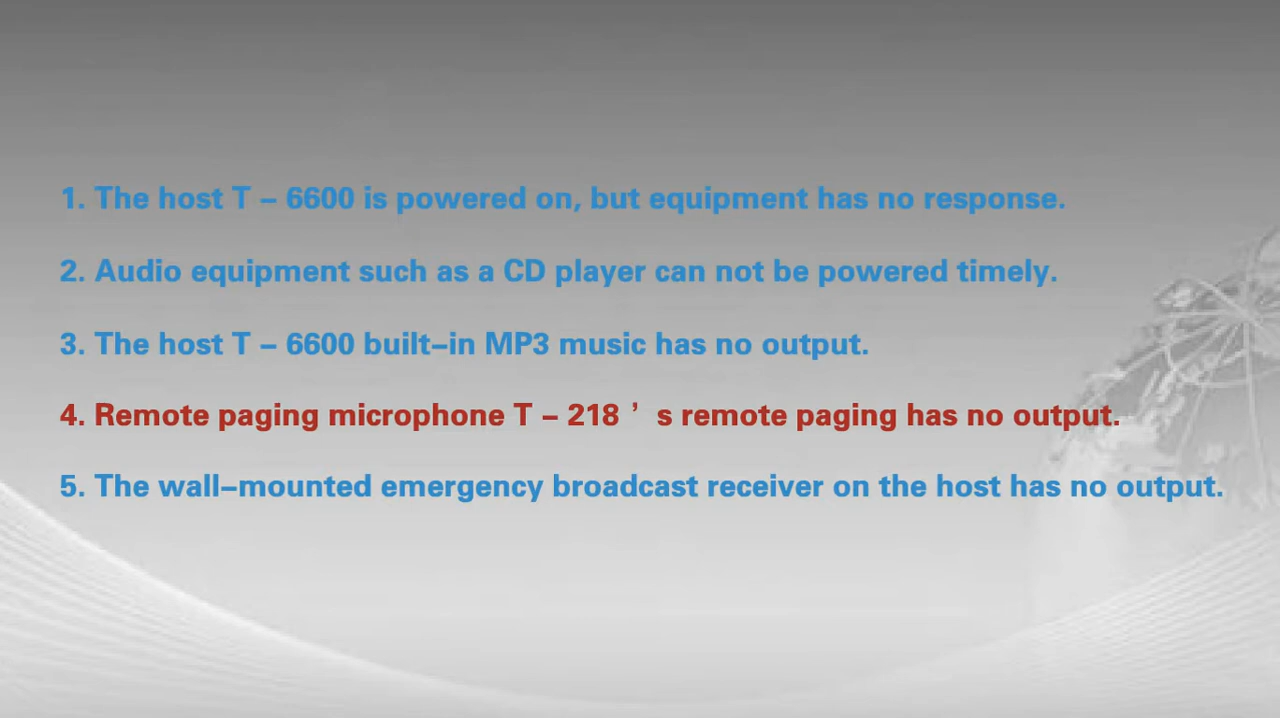 1. The host T – 6600 is powered on, but equipment has no response.
2. Audio equipment such as a CD player can not be powered timely.
3. The host T – 6600 built–in MP3 music has no output.
4. Remote paging microphone T – 218 ’ s remote paging has no output.
5. The wall–mounted emergency broadcast receiver on the host has no output.